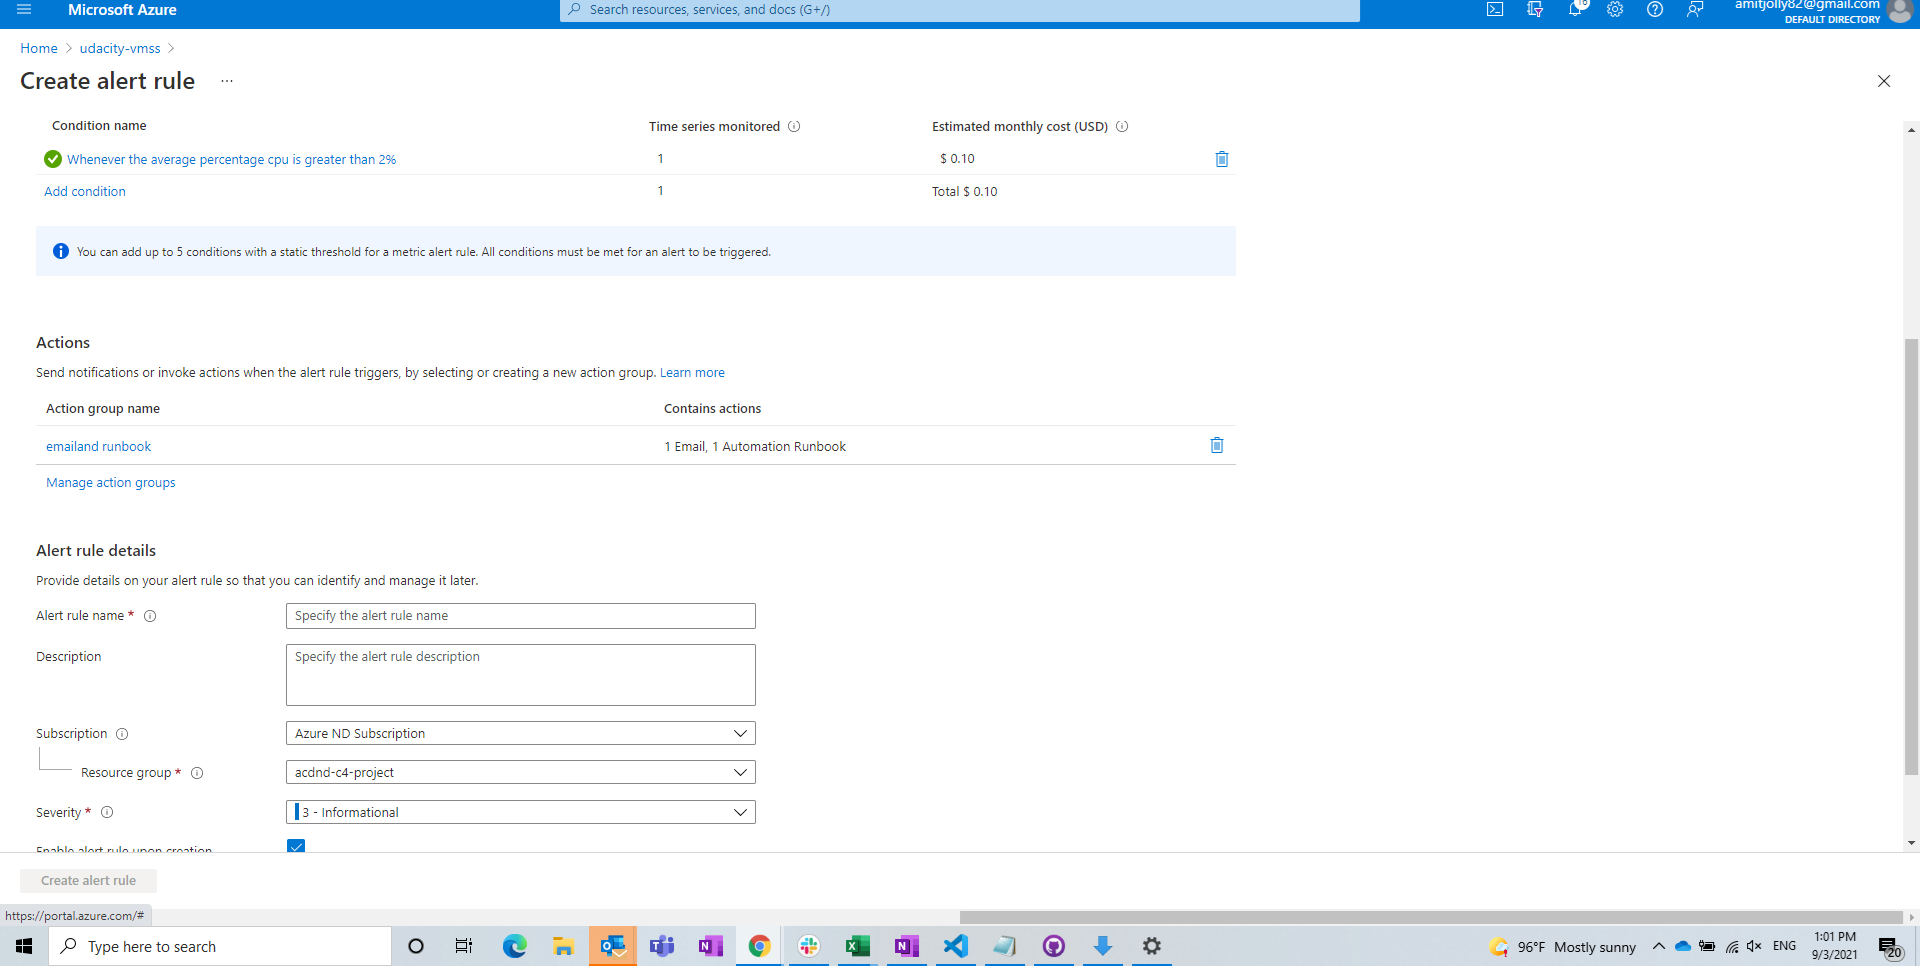 Microsoft Azure
Search resources, services, and docs (G+/)
16
amitjolly82@gmail.com
DEFAULT DIRECTORY
Home > udacity-vmss >
Create alert rule ...
Condition name Time series monitored Estimated monthly cost (USD)
Whenever the average percentage cpu is greater than 2% 1 $ 0.10
Add condition 1 Total $ 0.10
You can add up to 5 conditions with a static threshold for a metric alert rule. All conditions must be met for an alert to be triggered.
Actions
Send notifications or invoke actions when the alert rule triggers, by selecting or creating a new action group. Learn more
Action group name Contains actions
emailand runbook 1 Email, 1 Automation Runbook
Manage action groups
Alert rule details
Provide details on your alert rule so that you can identify and manage it later.
Alert rule name * Specify the alert rule name
Description Specify the alert rule description
Subscription Azure ND Subscription
Resource group * acdnd-c4-project
Severity * 3 - Informational
Enable alert rule upon creation
Create alert rule
https://portal.azure.com/#
Type here to search
96°F Mostly sunny
ENG
1:01 PM
9/3/2021
20